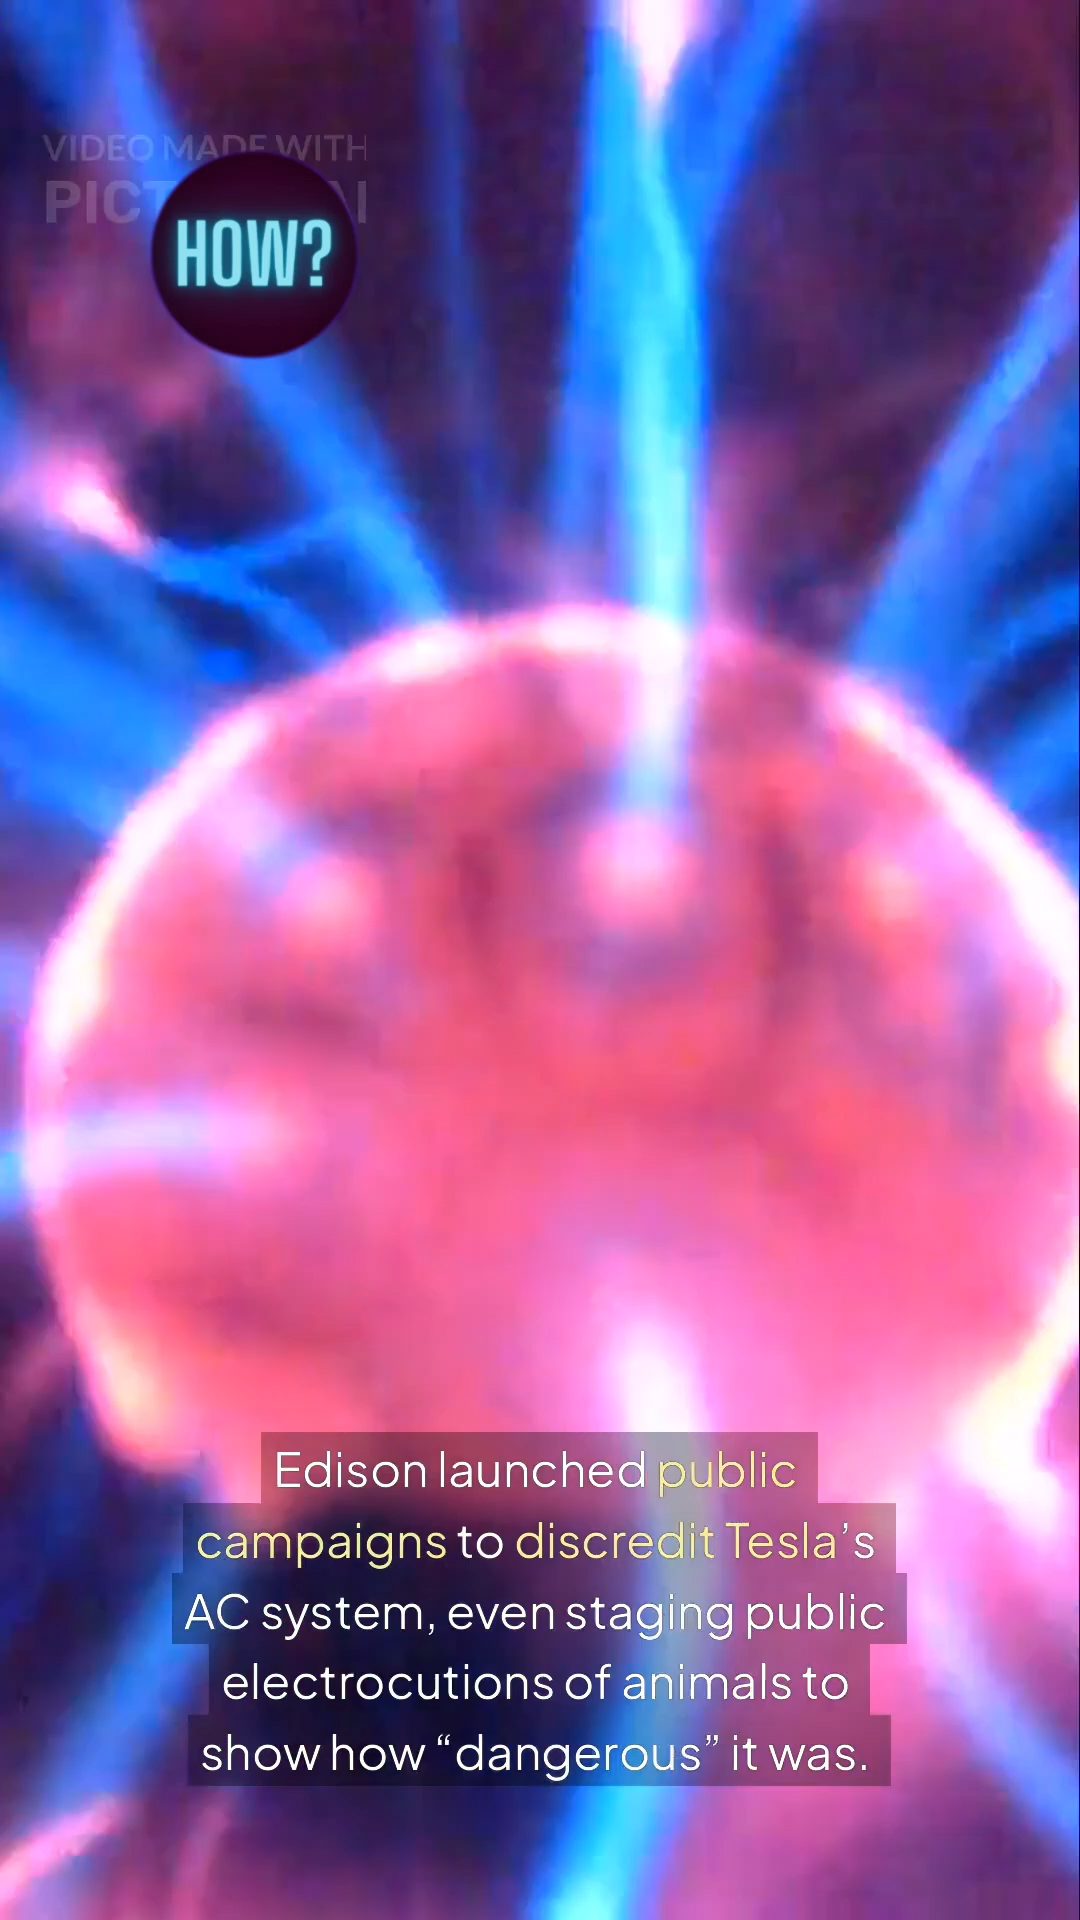 VIDEO MADE WITH
HOW?
Edison launched public
campaigns to discredit Tesla’s
AC system, even staging public
electrocutions of animals to
show how “dangerous” it was.